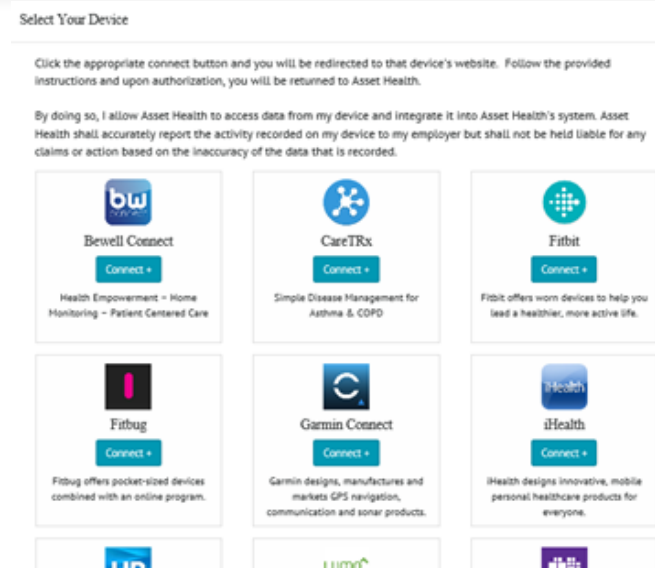 Select Your Device
Click the appropriate connect button and you will be redirected to that device's website. Follow the provided
instructions and upon authorization, you will be returned to Asset Health.
By doing so, I allow Asset Health to access data from my device and integrate it into Asset Health's system. Asset
Health shall accurately report the activity recorded on my device to my employer but shall not be held liable for any
claims or action based on the inaccuracy of the data that is recorded.
bw
connect
Bewell Connect
Connect +
Health Empowerment – Home
Monitoring – Patient Centered Care
CareTRx
Connect +
Simple Disease Management for
Asthma & COPD
Fitbit
Connect +
Fitbit offers worn devices to help you
lead a healthier, more active life.
Fitbug
Connect +
Fitbug offers pocket-sized devices
combined with an online program.
Garmin Connect
Connect +
Garmin designs, manufactures and
markets GPS navigation,
communication and sonar products.
iHealth
iHealth
Connect +
iHealth designs innovative, mobile
personal healthcare products for
everyone.